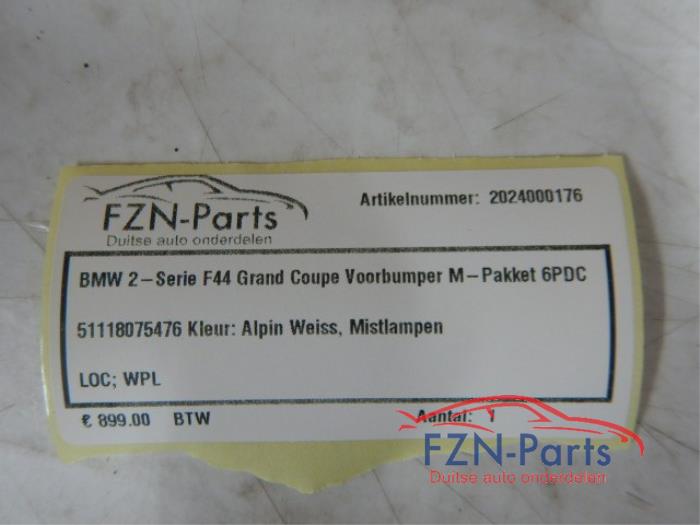 FZN-Parts
Duitse auto onderdelen
Artikelnummer: 2024000176
BMW 2-Serie F44 Grand Coupe Voorbumper M-Pakket 6PDC
51118075476 Kleur: Alpin Weiss, Mistlampen
LOC; WPL
€ 899.00 BTW
Aantal: 1
FZN-Parts
Duitse auto onderdelen